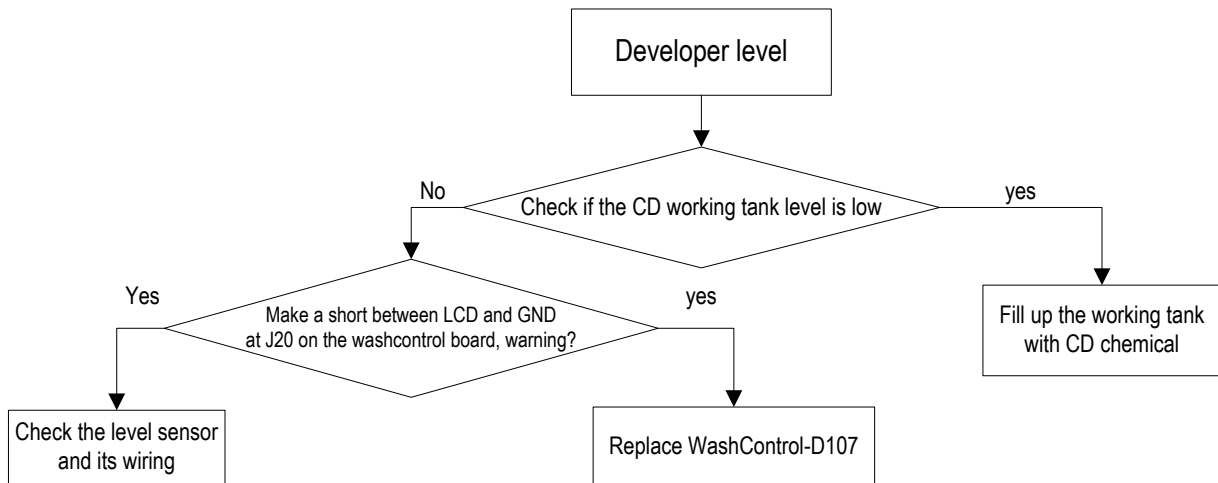 Developer level
No
Check if the CD working tank level is low
yes
Yes
Make a short between LCD and GND
at J20 on the washcontrol board, warning?
yes
Fill up the working tank
with CD chemical
Check the level sensor
and its wiring
Replace WashControl-D107